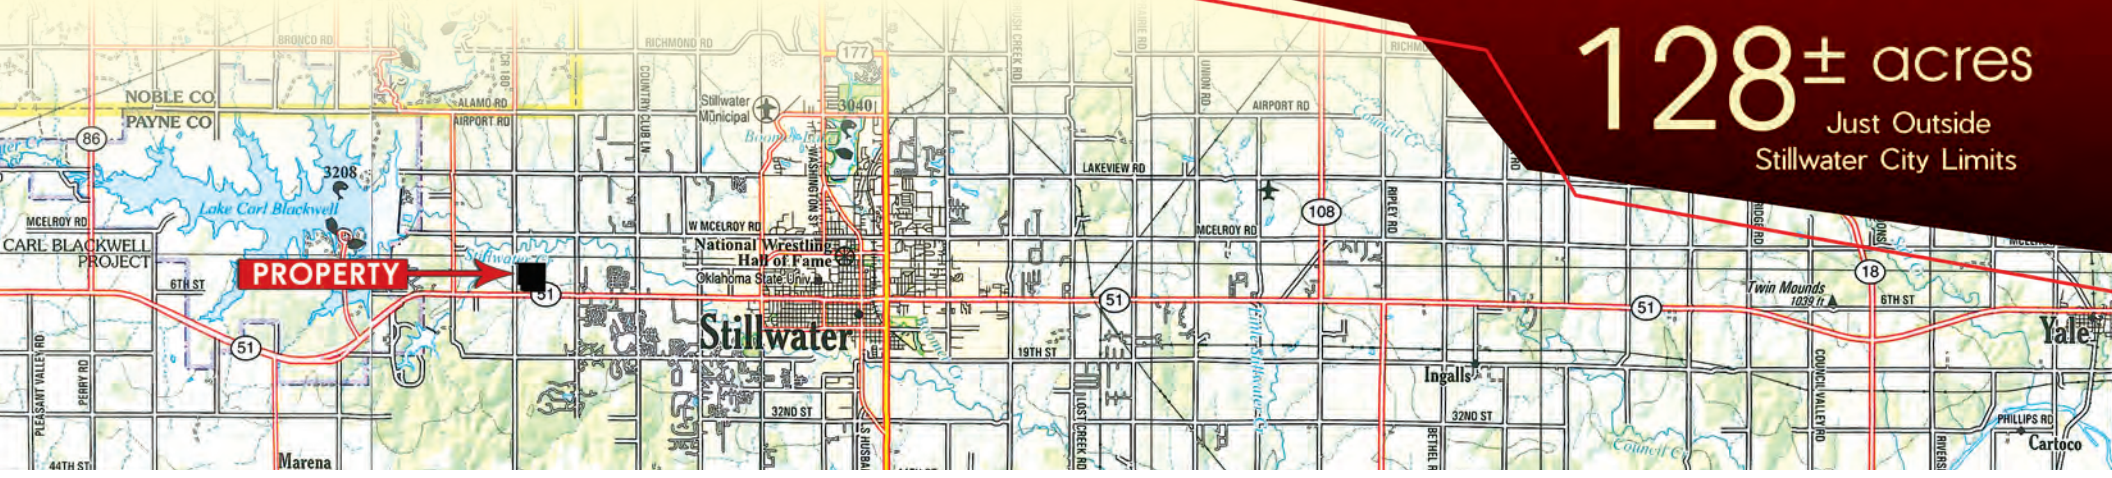 128± acres
Just Outside
Stillwater City Limits
BRONCO RD
RICHMOND RD
177
CR 180
COUNTRY CLUB LN
UNION RD
NOBLE CO
PAYNE CO
ALAMO RD
AIRPORT RD
Stillwater
Municipal
3040
AIRPORT RD
Council Cr
86
3208
Lake Carl Blackwell
WASHINGTON ST
LAKEVIEW RD
RIPLEY RD
108
MCELROY RD
CARL BLACKWELL
PROJECT
W MCELROY RD
MCELROY RD
National Wrestling
Hall of Fame
Oklahoma State Univ.
PROPERTY
6TH ST
51
51
51
51
18
Twin Mounds
1039 ft
6TH ST
Stillwater
Yale
19TH ST
Ingalls
PLEASANT VALLEY RD
PERRY RD
32ND ST
32ND ST
LOST CREEK RD
COUNCIL VALLEY RD
PHILLIPS RD
Cartoco
Council Cr
Marena
44TH ST